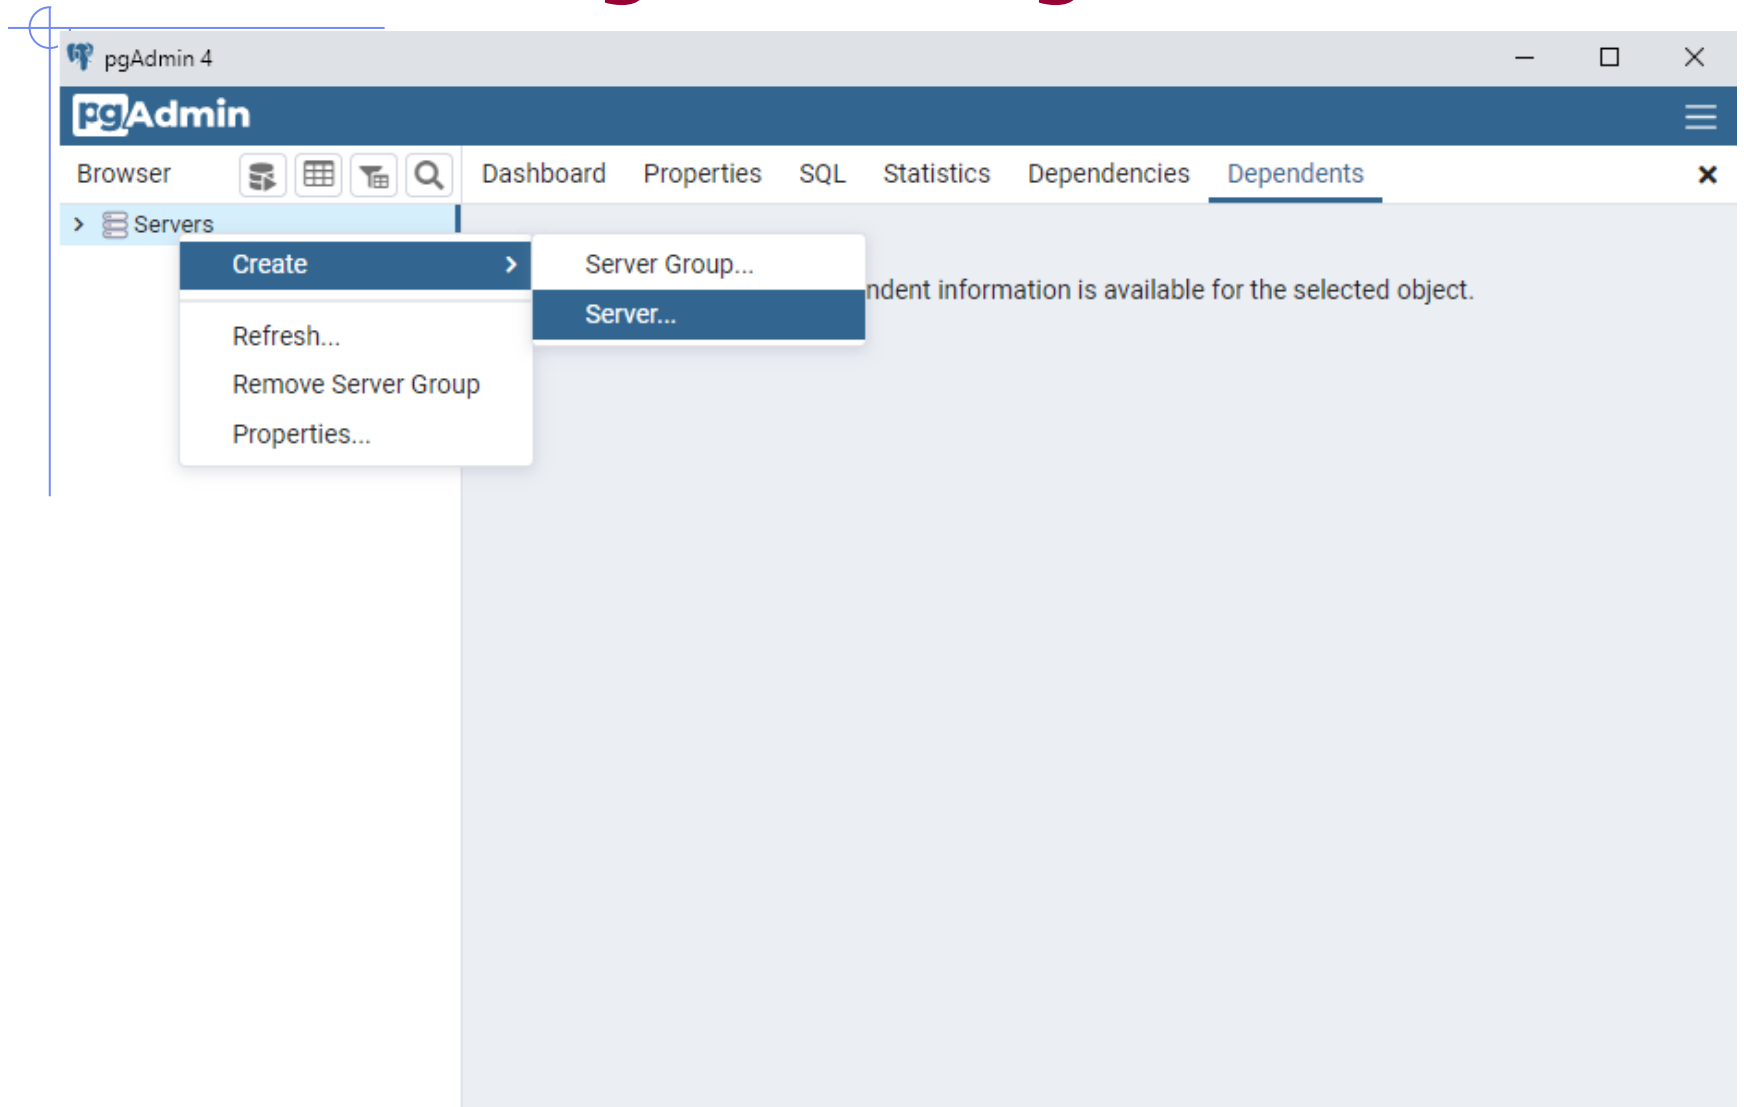 pgAdmin 4
pgAdmin
Browser Dashboard Properties SQL Statistics Dependencies Dependents
Servers
Create Server Group...
information is available for the selected object.
Server...
Refresh...
Remove Server Group
Properties...